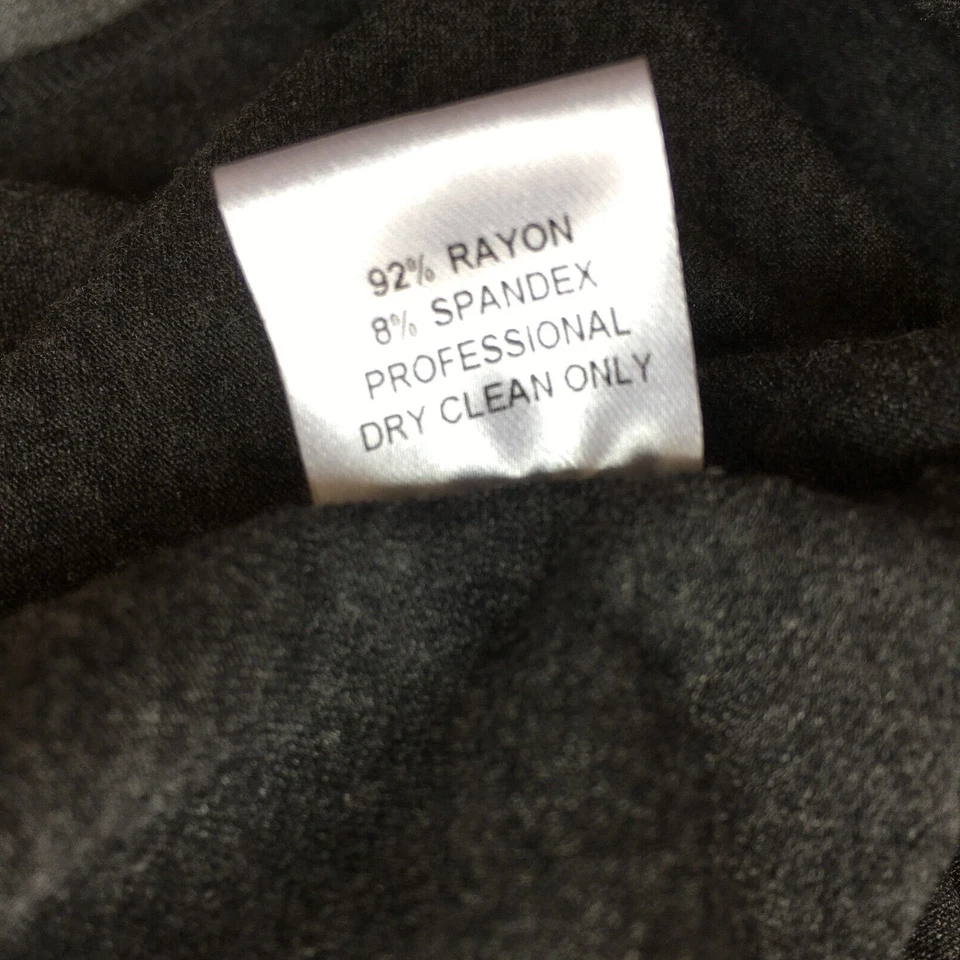 92% RAYON
8% SPANDEX
PROFESSIONAL
DRY CLEAN ONLY